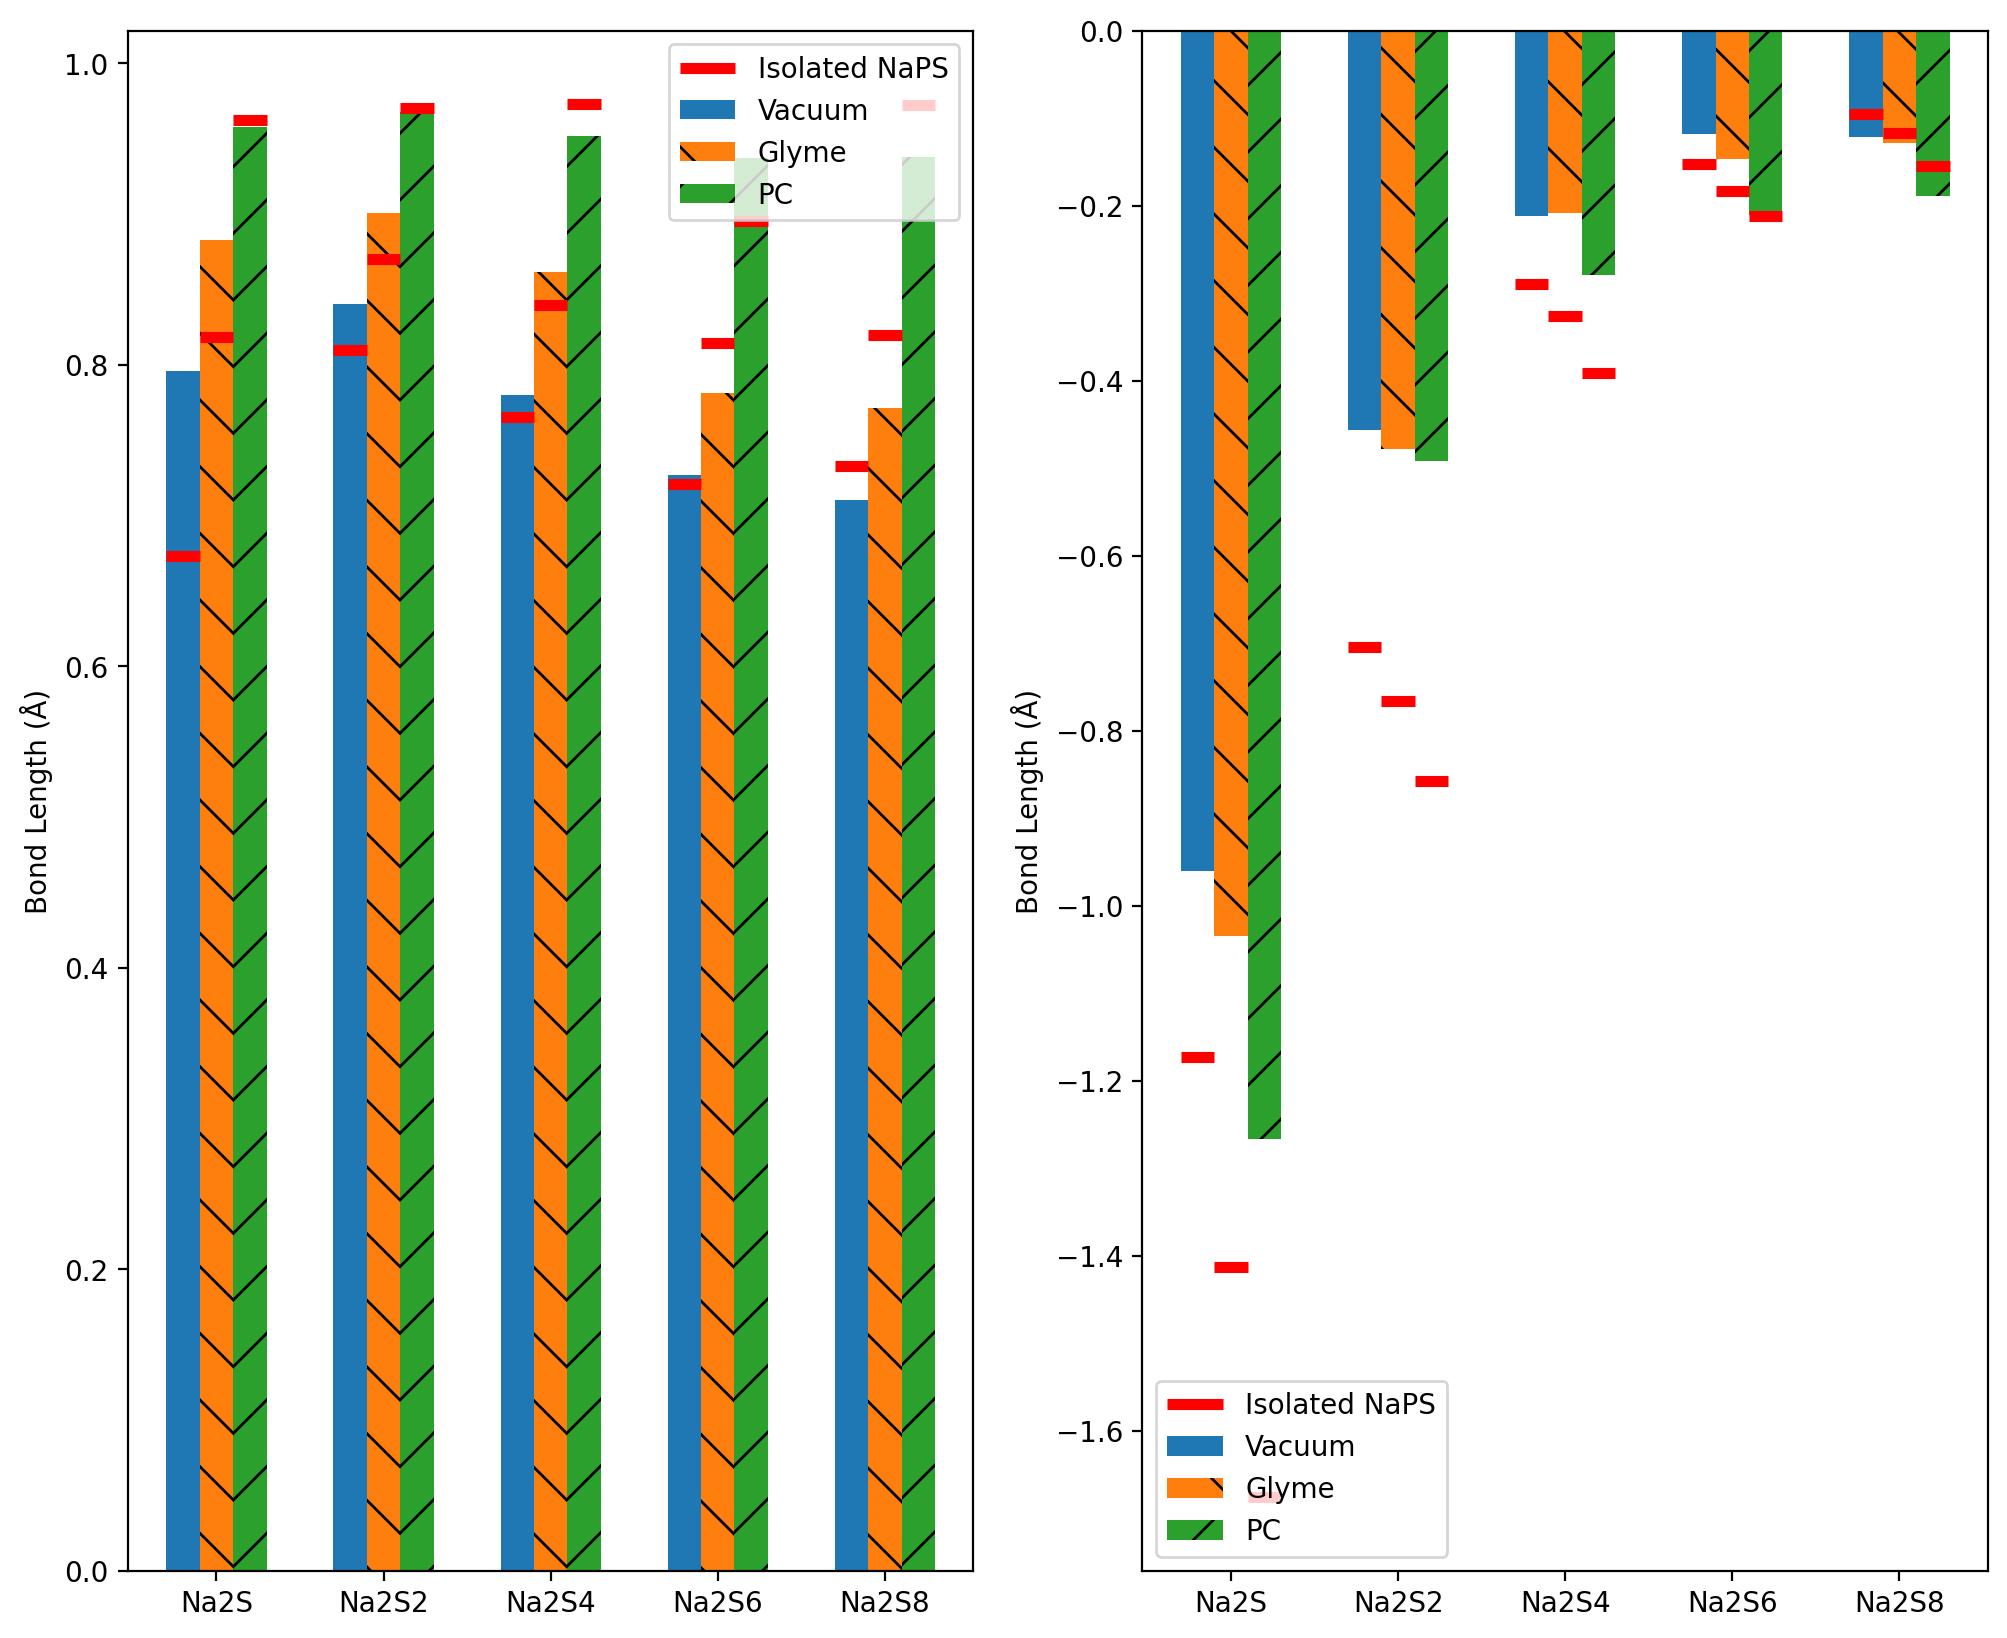 1.0
0.8
0.6
0.4
0.2
0.0
Bond Length (Å)
Isolated NaPS
Vacuum
Glyme
PC
Na2S
Na2S2
Na2S4
Na2S6
Na2S8
0.0
−0.2
−0.4
−0.6
−0.8
−1.0
−1.2
−1.4
−1.6
Bond Length (Å)
Isolated NaPS
Vacuum
Glyme
PC
Na2S
Na2S2
Na2S4
Na2S6
Na2S8